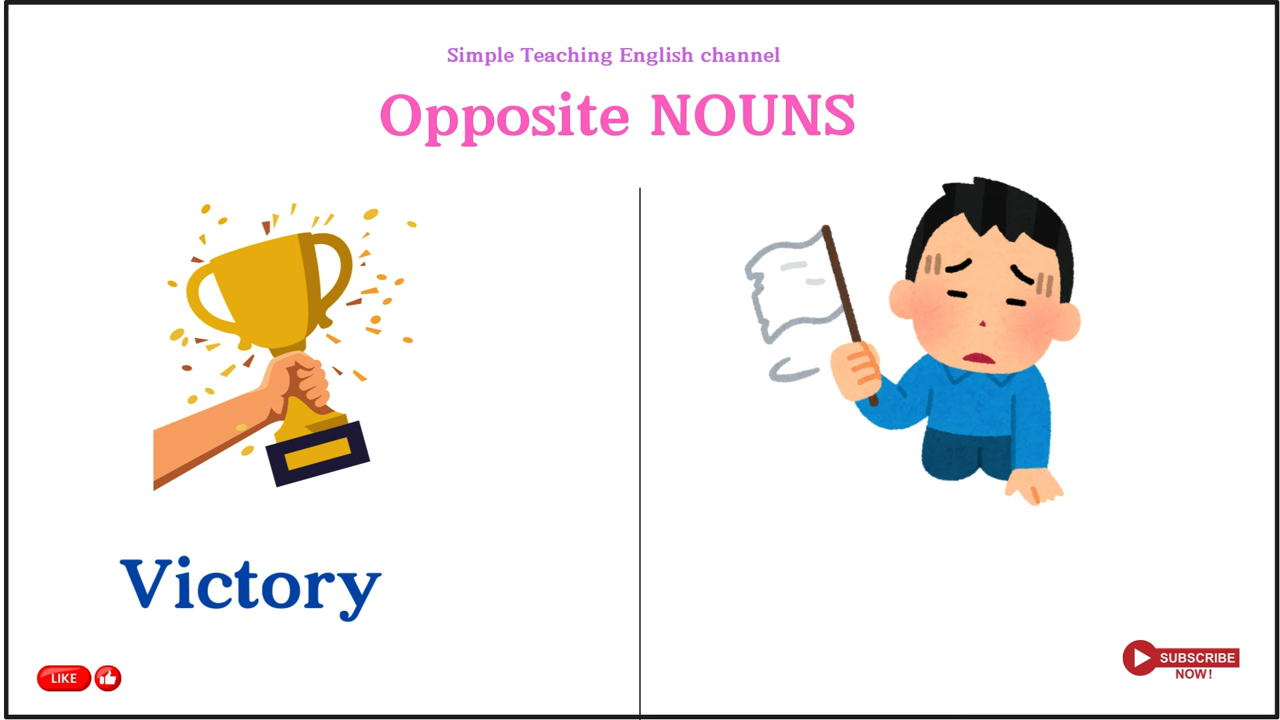 Simple Teaching English channel
Opposite NOUNS
Victory
LIKE
SUBSCRIBE
NOW!